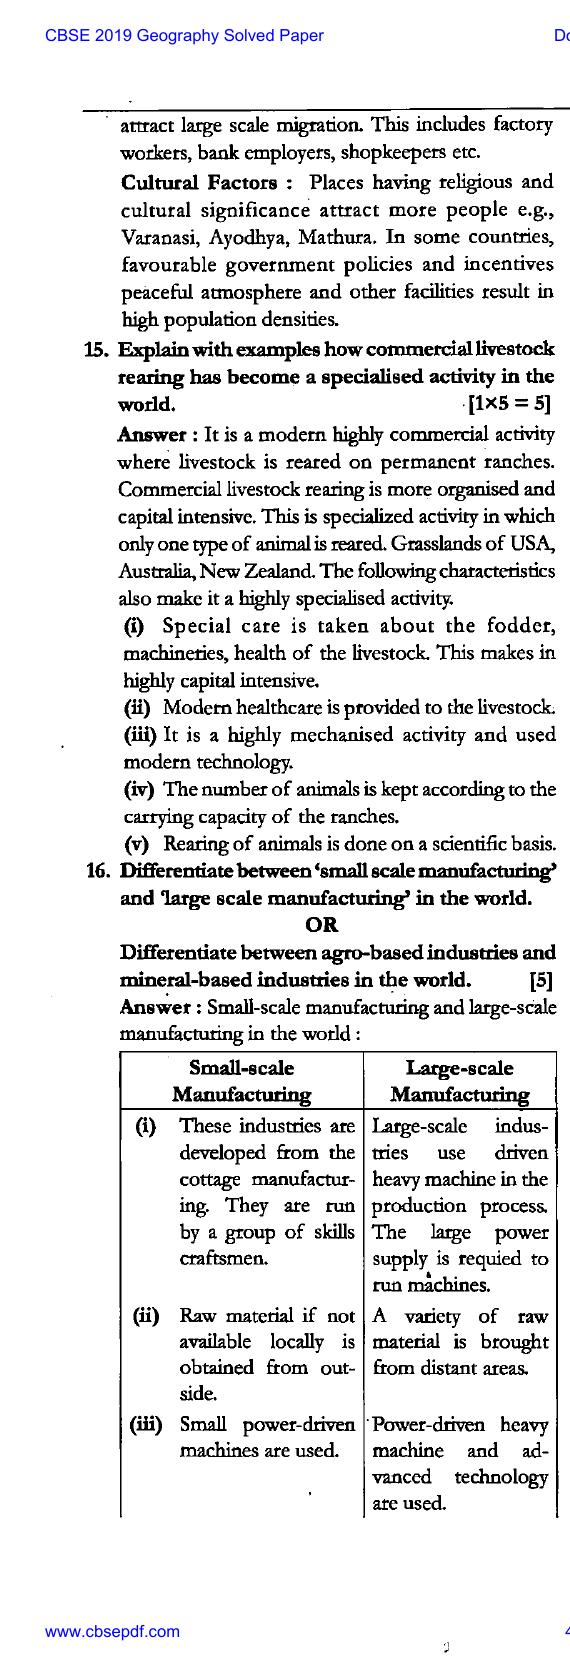 CBSE 2019 Geography Solved Paper
attract large scale migration. This includes factory
workers, bank employers, shopkeepers etc.
Cultural Factors : Places having religious and
cultural significance attract more people e.g.,
Varanasi, Ayodhya, Mathura. In some countries,
favourable government policies and incentives
peaceful atmosphere and other facilities result in
high population densities.
15. Explain with examples how commercial livestock
rearing has become a specialised activity in the
world. [1×5 = 5]
Answer : It is a modern highly commercial activity
where livestock is reared on permanent ranches.
Commercial livestock rearing is more organised and
capital intensive. This is specialized activity in which
only one type of animal is reared. Grasslands of USA,
Australia, New Zealand. The following characteristics
also make it a highly specialised activity.
(i) Special care is taken about the fodder,
machineries, health of the livestock. This makes in
highly capital intensive.
(ii) Modern healthcare is provided to the livestock.
(iii) It is a highly mechanised activity and used
modern technology.
(iv) The number of animals is kept according to the
carrying capacity of the ranches.
(v) Rearing of animals is done on a scientific basis.
16. Differentiate between 'small scale manufacturing'
and 'large scale manufacturing' in the world.
OR
Differentiate between agro-based industries and
mineral-based industries in the world. [5]
Answer : Small-scale manufacturing and large-scale
manufacturing in the world :
Small-scale
Manufacturing
Large-scale
Manufacturing
(i) These industries are
developed from the
cottage manufactur-
ing. They are run
by a group of skills
craftsmen.
Large-scale indus-
tries use driven
heavy machine in the
production process.
The large power
supply is requied to
run machines.
(ii) Raw material if not
available locally is
obtained from out-
side.
A variety of raw
material is brought
from distant areas.
(iii) Small power-driven
machines are used.
Power-driven heavy
machine and ad-
vanced technology
are used.
www.cbsepdf.com